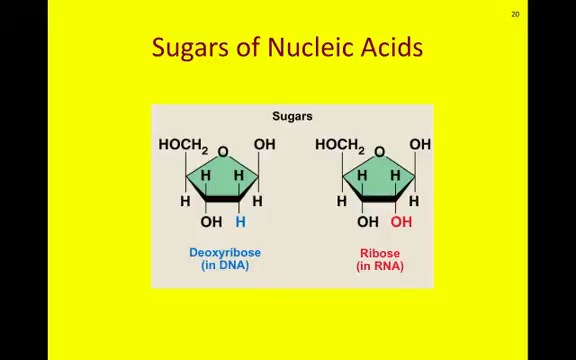 20
Sugars of Nucleic Acids
Sugars
HOCH2 O OH HOCH2 O OH
H H H H
H H H H
OH H OH OH
Deoxyribose Ribose
(in DNA) (in RNA)